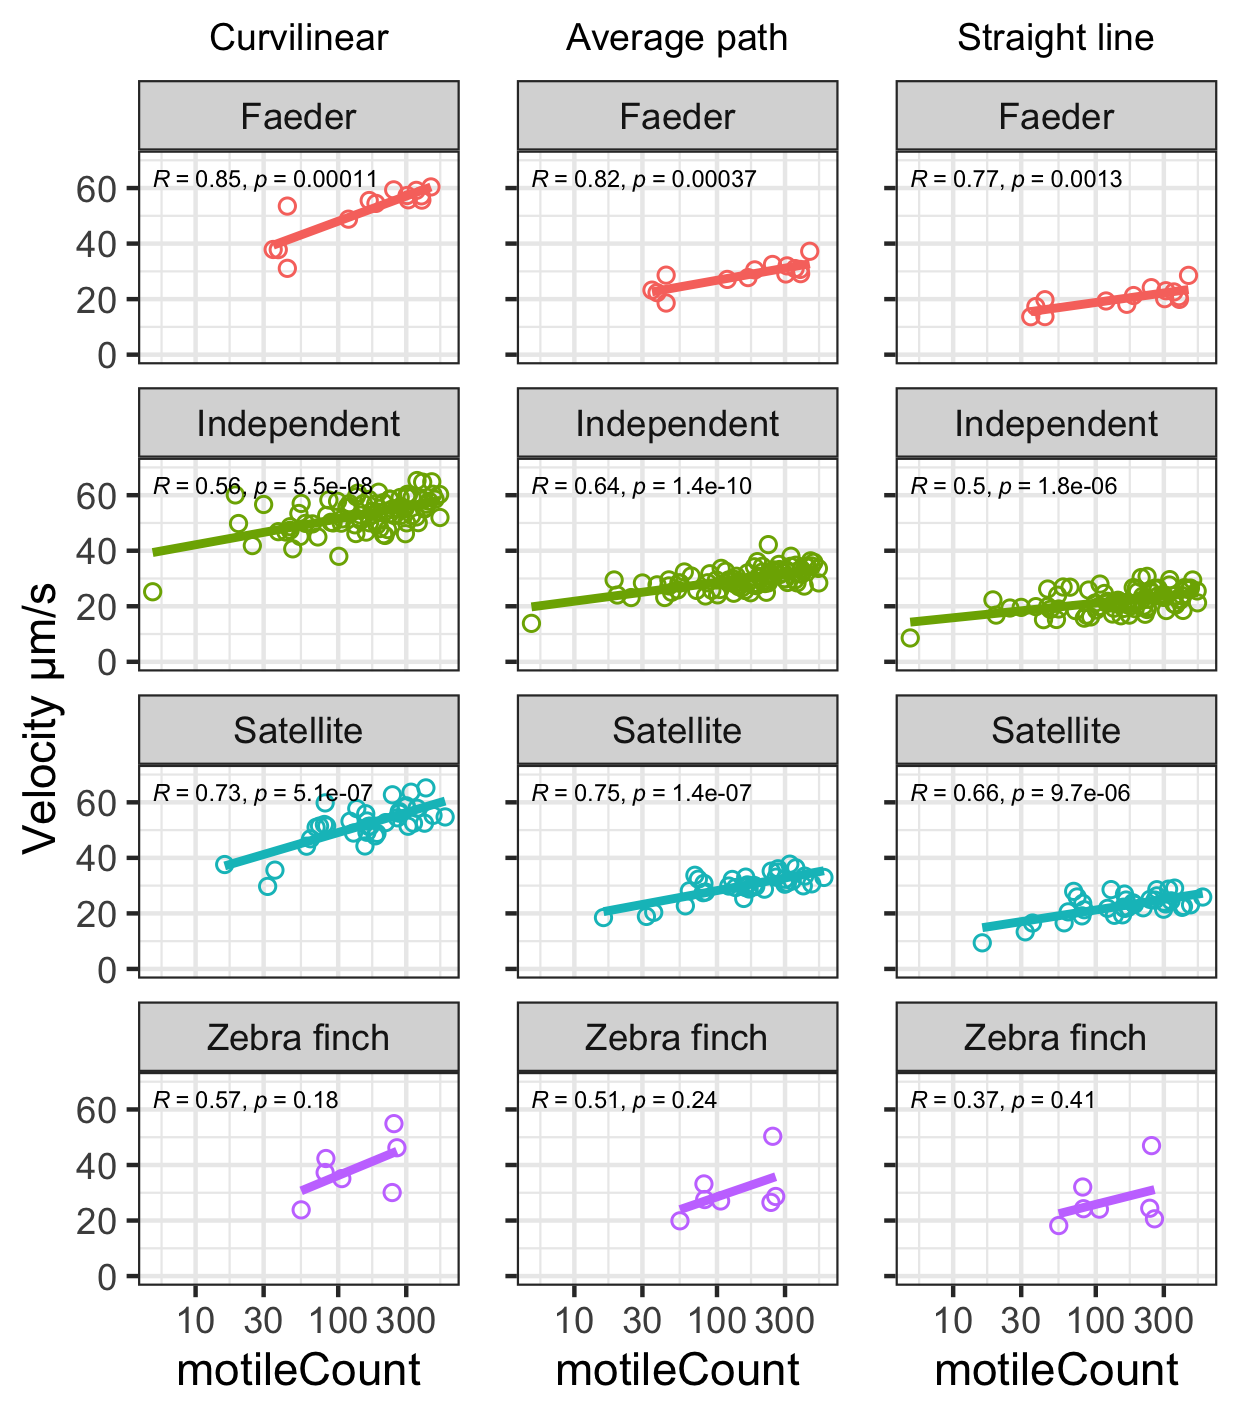 Curvilinear Average path Straight line
Faeder Faeder Faeder
R = 0.85, p = 0.00011 R = 0.82, p = 0.00037 R = 0.77, p = 0.0013
60
40
20
0
Independent Independent Independent
R = 0.56, p = 5.5e-08 R = 0.64, p = 1.4e-10 R = 0.5, p = 1.8e-06
60
40
20
0
Velocity µm/s
Satellite Satellite Satellite
R = 0.73, p = 5.1e-07 R = 0.75, p = 1.4e-07 R = 0.66, p = 9.7e-06
60
40
20
0
Zebra finch Zebra finch Zebra finch
R = 0.57, p = 0.18 R = 0.51, p = 0.24 R = 0.37, p = 0.41
60
40
20
0
10 30 100 300 10 30 100 300 10 30 100 300
motileCount motileCount motileCount